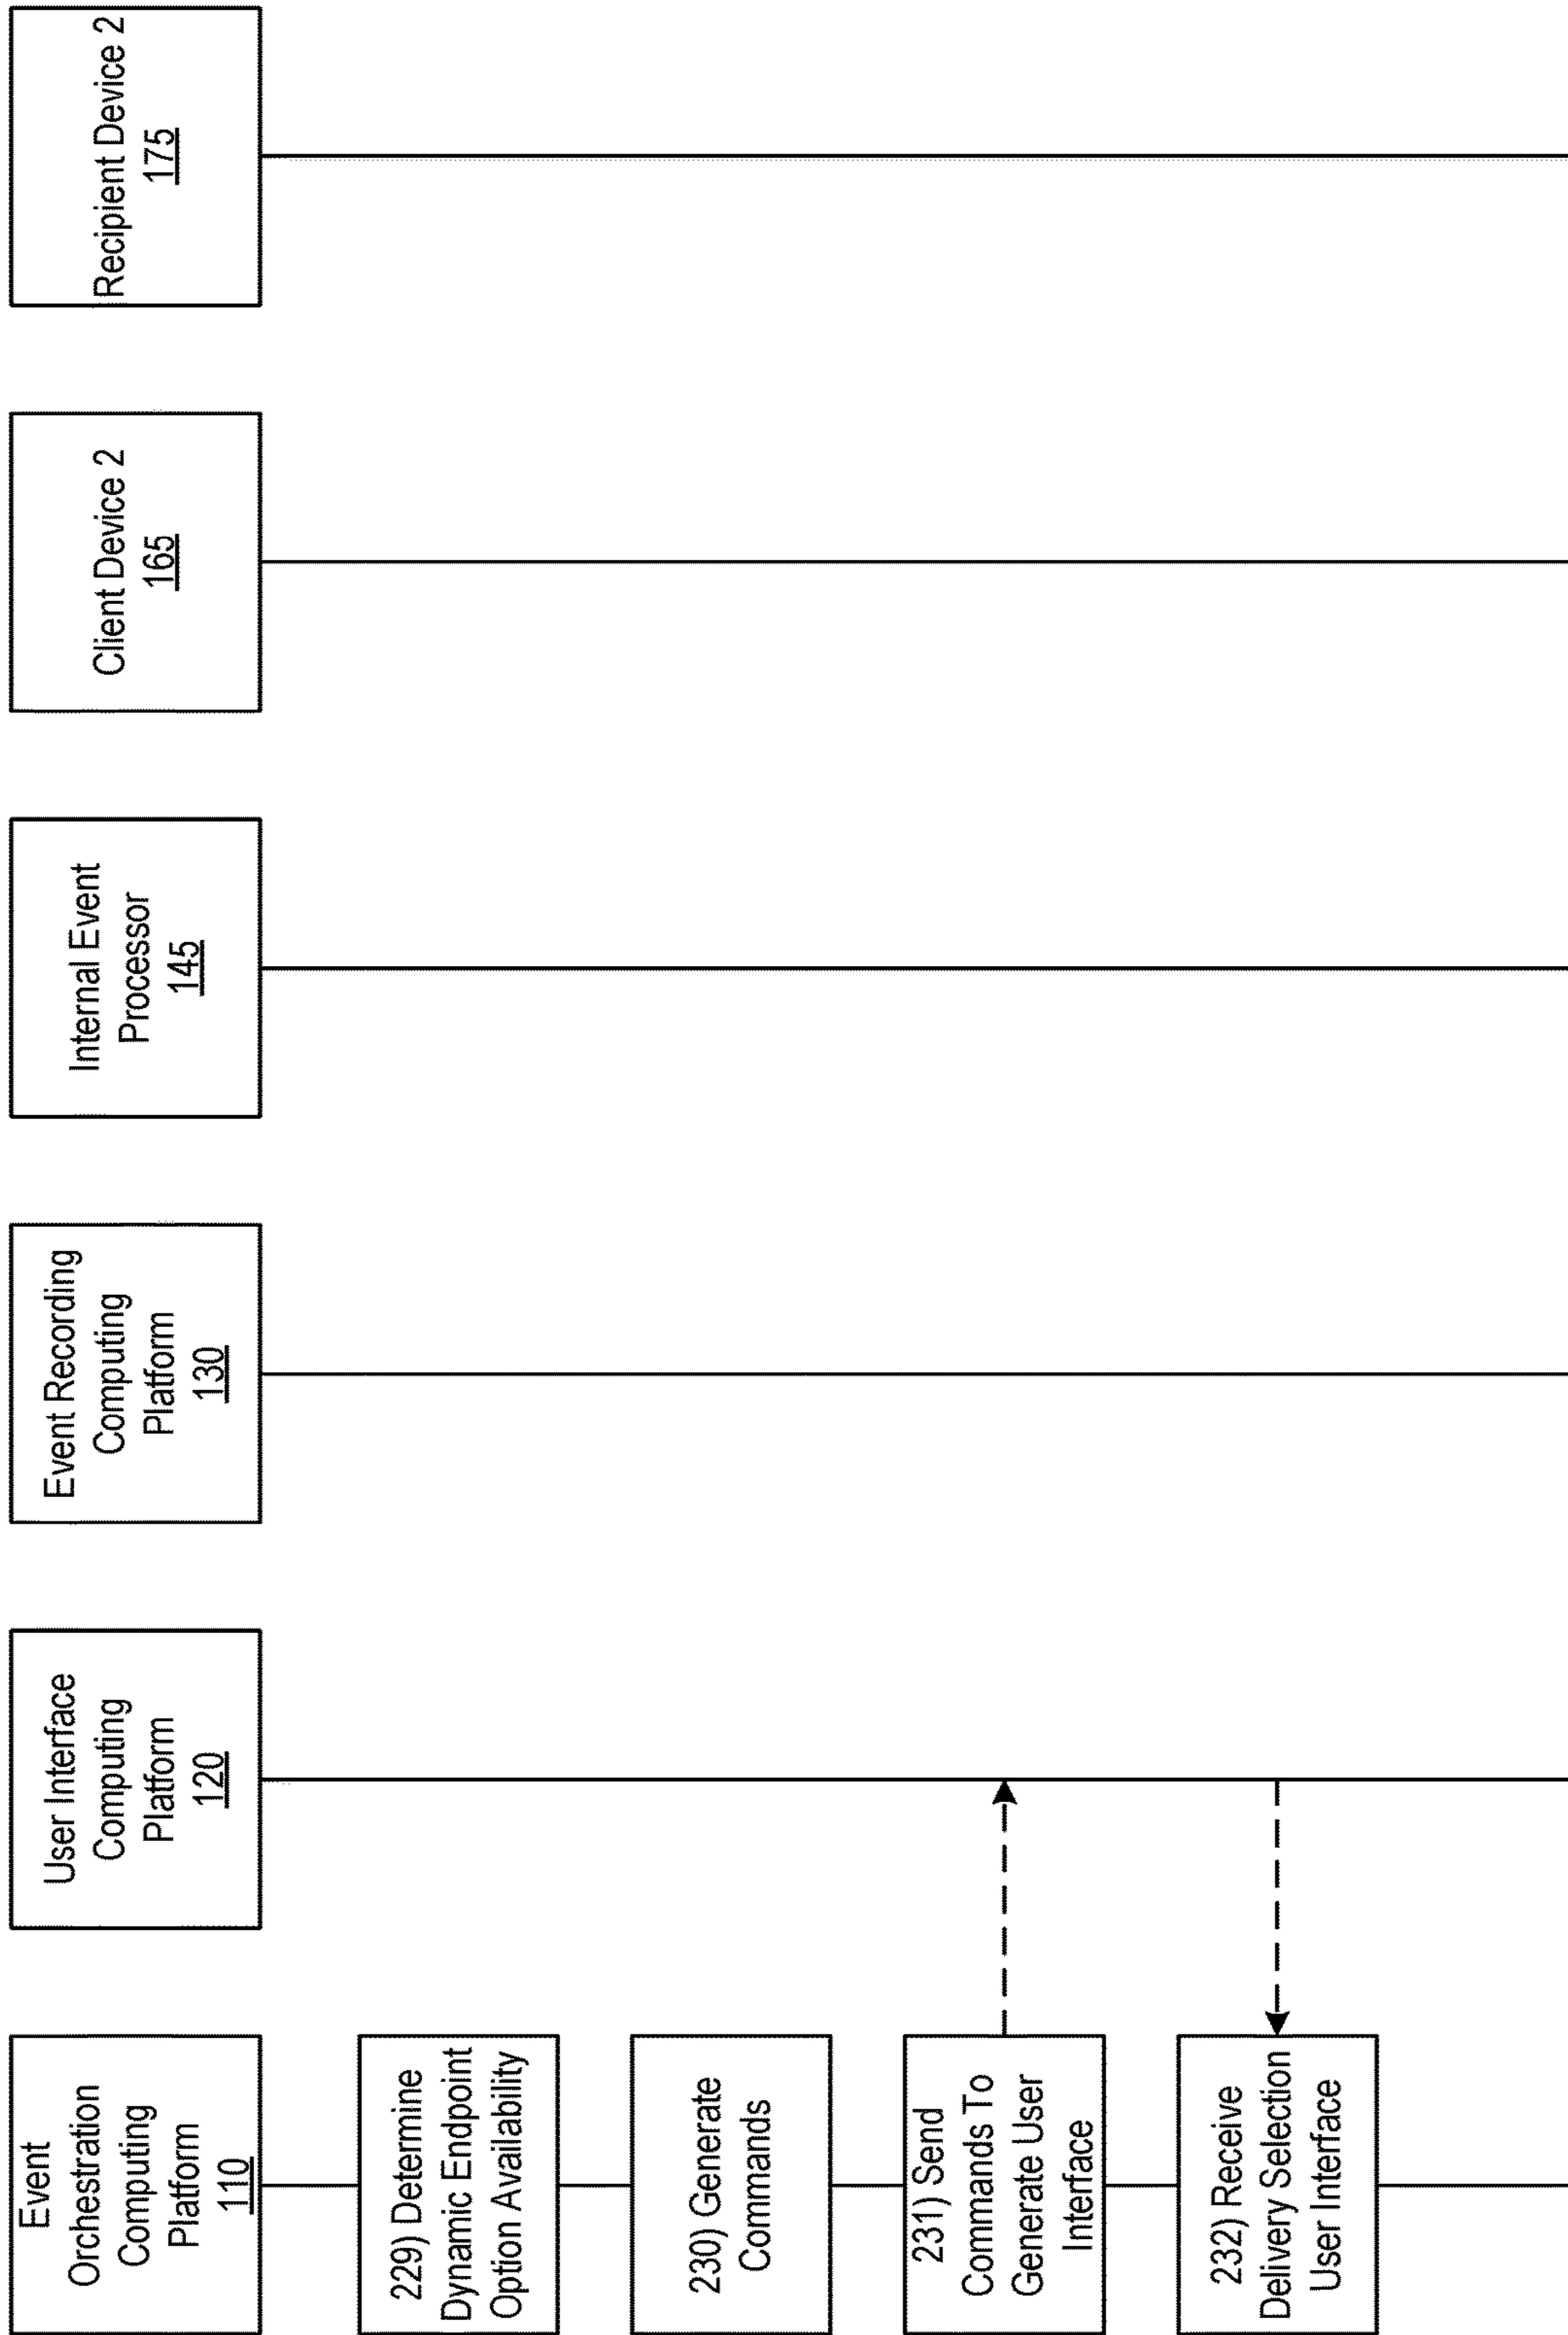 Event
Orchestration
Computing
Platform
110
User Interface
Computing
Platform
120
Event Recording
Computing
Platform
130
Internal Event
Processor
145
Client Device 2
165
Recipient Device 2
175
229) Determine
Dynamic Endpoint
Option Availability
230) Generate
Commands
231) Send
Commands To
Generate User
Interface
232) Receive
Delivery Selection
User Interface